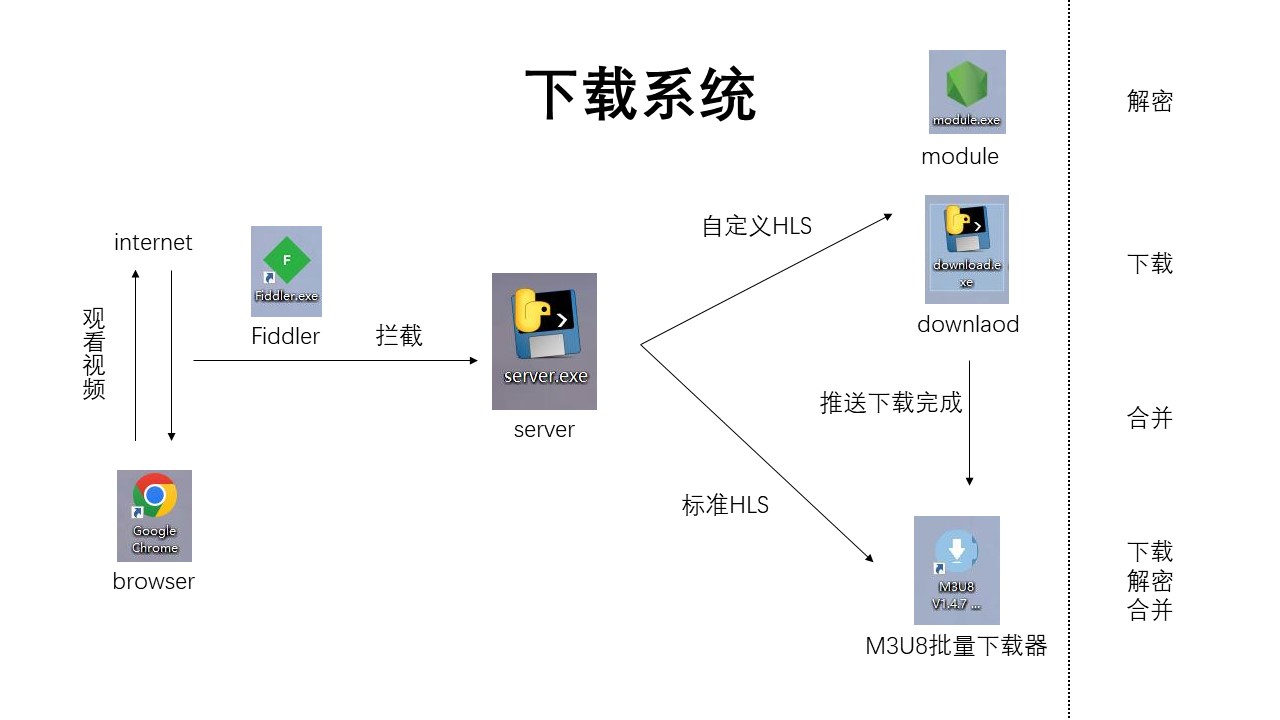 下载系统
module.exe
module
解密
自定义HLS
internet
Fiddler.exe
Fiddler
观看视频
拦截
server.exe
server
download.e
xe
downlaod
下载
推送下载完成
合并
标准HLS
Google
Chrome
browser
M3U8
V1.4.7 ...
M3U8批量下载器
下载
解密
合并